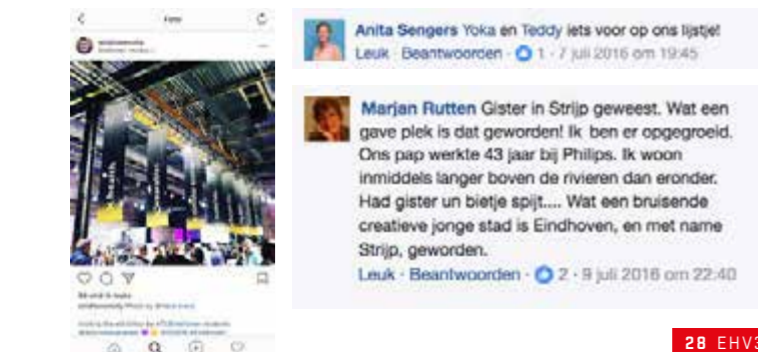 Foto
health
Anita Sengers Yoka en Teddy iets voor op ons lijstje!
Leuk · Beantwoorden · 1 · 7 juli 2016 om 19:45
Marjan Rutten Gister in Strijp geweest. Wat een
gave plek is dat geworden! Ik ben er opgegroeid.
Ons pap werkte 43 jaar bij Philips. Ik woon
inmiddels langer boven de rivieren dan eronder.
Had gister un bietje spijt.... Wat een bruisende
creatieve jonge stad is Eindhoven, en met name
Strijp, geworden.
Leuk · Beantwoorden · 2 · 9 juli 2016 om 22:40
28 EHV3